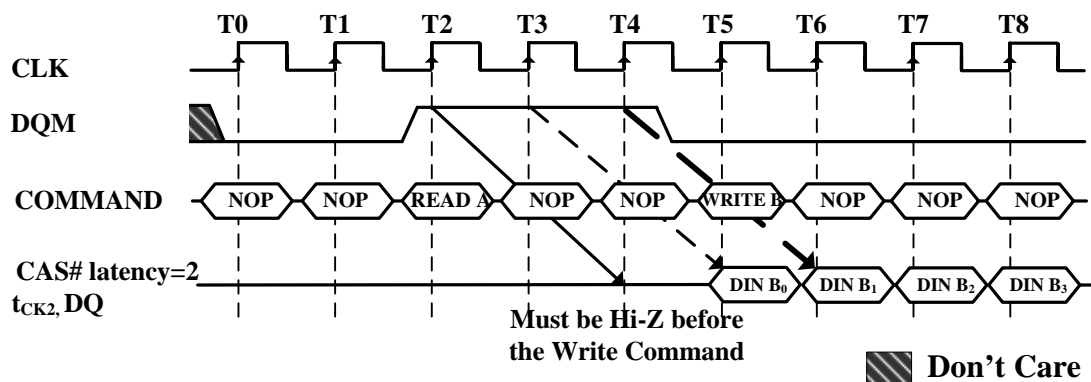 T0 T1 T2 T3 T4 T5 T6 T7 T8
CLK
DQM
COMMAND NOP NOP READ A NOP NOP WRITE B NOP NOP NOP
CAS# latency=2
tCK2, DQ DIN B0 DIN B1 DIN B2 DIN B3
Must be Hi-Z before
the Write Command
Don't Care